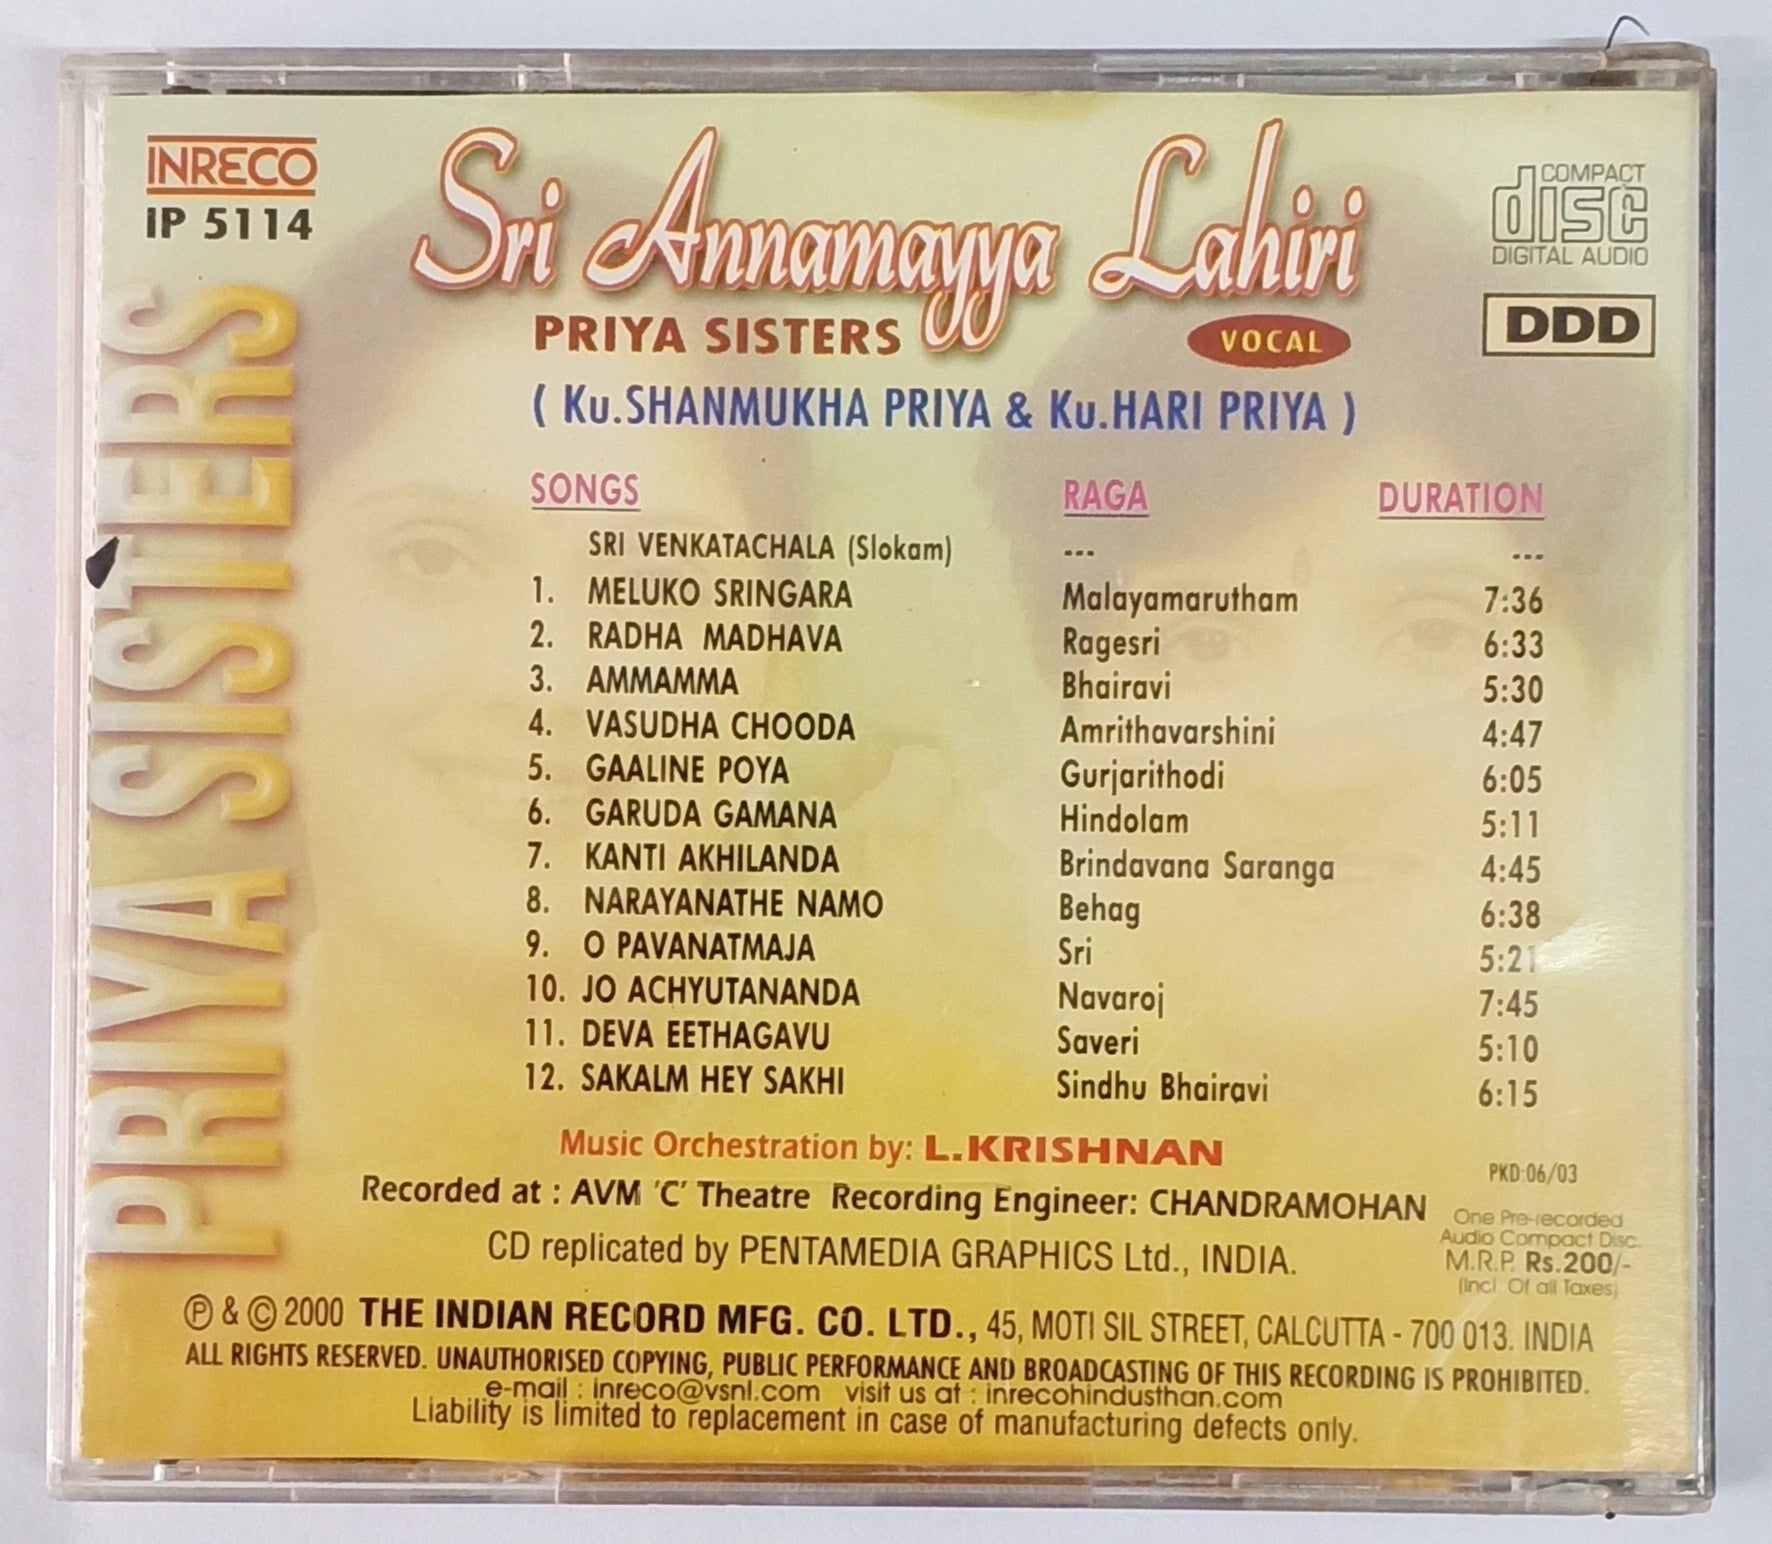 INRECO
IP 5114
Sri Annamayya Lahiri
COMPACT
disc
DIGITAL AUDIO
DDD
PRIYA SISTERS VOCAL
( Ku.SHANMUKHA PRIYA & Ku.HARI PRIYA )
PRIYA SISTERS
SONGS RAGA DURATION
SRI VENKATACHALA (Slokam) --- ---
1. MELUKO SRINGARA Malayamarutham 7:36
2. RADHA MADHAVA Ragesri 6:33
3. AMMAMMA Bhairavi 5:30
4. VASUDHA CHOODA Amrithavarshini 4:47
5. GAALINE POYA Gurjarithodi 6:05
6. GARUDA GAMANA Hindolam 5:11
7. KANTI AKHILANDA Brindavana Saranga 4:45
8. NARAYANATHE NAMO Behag 6:38
9. O PAVANATMAJA Sri 5:21
10. JO ACHYUTANANDA Navaroj 7:45
11. DEVA EETHAGAVU Saveri 5:10
12. SAKALM HEY SAKHI Sindhu Bhairavi 6:15
Music Orchestration by: L.KRISHNAN
Recorded at : AVM 'C' Theatre Recording Engineer: CHANDRAMOHAN
CD replicated by PENTAMEDIA GRAPHICS Ltd., INDIA.
PKD:06/03
One Pre-recorded
Audio Compact Disc.
M.R.P. Rs.200/-
(Incl. Of all Taxes)
Ⓟ & © 2000 THE INDIAN RECORD MFG. CO. LTD., 45, MOTI SIL STREET, CALCUTTA - 700 013. INDIA
ALL RIGHTS RESERVED. UNAUTHORISED COPYING, PUBLIC PERFORMANCE AND BROADCASTING OF THIS RECORDING IS PROHIBITED.
e-mail : inreco@vsnl.com visit us at : inrecohindusthan.com
Liability is limited to replacement in case of manufacturing defects only.